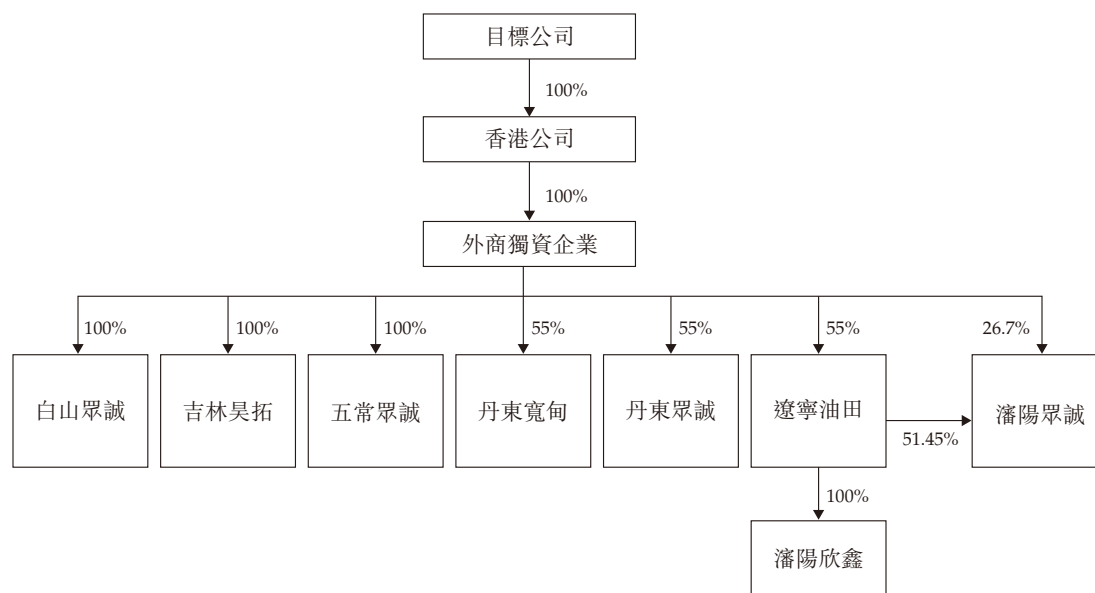 目標公司
100%
香港公司
100%
外商獨資企業
100%
100%
100%
55%
55%
55%
26.7%
白山眾誠
吉林昊拓
五常眾誠
丹東寬甸
丹東眾誠
遼寧油田
瀋陽眾誠
51.45%
100%
瀋陽欣鑫